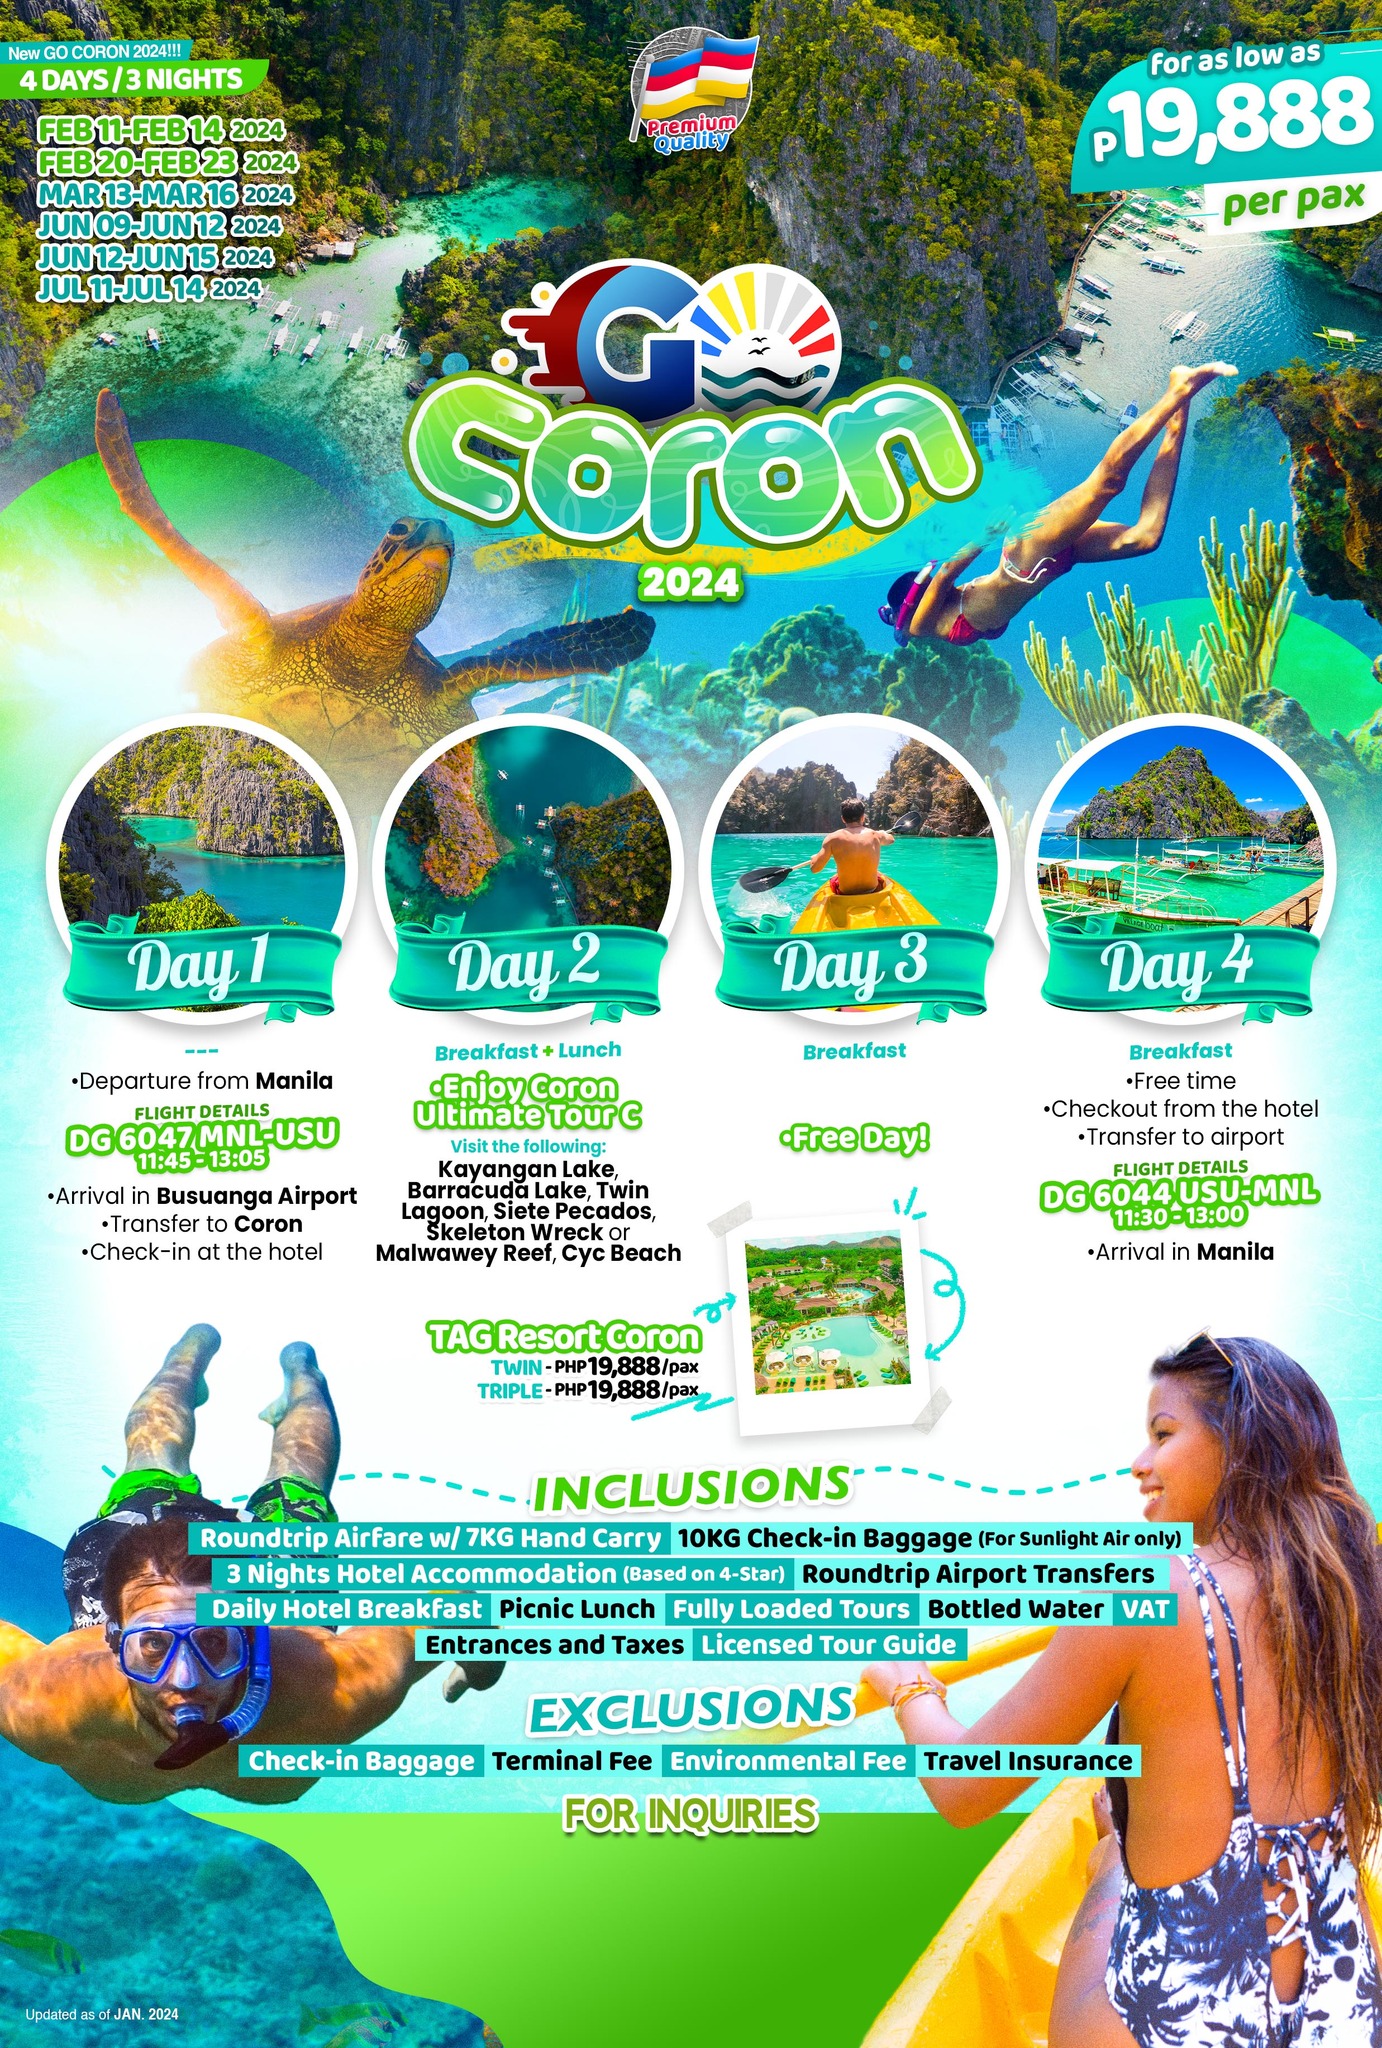 New GO CORON 2024!!!
4 DAYS / 3 NIGHTS
FEB 11-FEB 14 2024
FEB 20-FEB 23 2024
MAR 13-MAR 16 2024
JUN 09-JUN 12 2024
JUN 12-JUN 15 2024
JUL 11-JUL 14 2024
Premium
Quality
for as low as
P19,888
per pax
GO
Coron
2024
Day 1
---
•Departure from Manila
FLIGHT DETAILS
DG 6047 MNL-USU
11:45 - 13:05
•Arrival in Busuanga Airport
•Transfer to Coron
•Check-in at the hotel
Day 2
Breakfast + Lunch
•Enjoy Coron
Ultimate Tour C
Visit the following:
Kayangan Lake,
Barracuda Lake, Twin
Lagoon, Siete Pecados,
Skeleton Wreck or
Malwawey Reef, Cyc Beach
Day 3
Breakfast
•Free Day!
Day 4
Breakfast
•Free time
•Checkout from the hotel
•Transfer to airport
FLIGHT DETAILS
DG 6044 USU-MNL
11:30 - 13:00
•Arrival in Manila
TAG Resort Coron
TWIN - PHP 19,888/pax
TRIPLE - PHP 19,888/pax
INCLUSIONS
Roundtrip Airfare w/ 7KG Hand Carry 10KG Check-in Baggage (For Sunlight Air only)
3 Nights Hotel Accommodation (Based on 4-Star) Roundtrip Airport Transfers
Daily Hotel Breakfast Picnic Lunch Fully Loaded Tours Bottled Water VAT
Entrances and Taxes Licensed Tour Guide
EXCLUSIONS
Check-in Baggage Terminal Fee Environmental Fee Travel Insurance
FOR INQUIRIES
Updated as of JAN. 2024